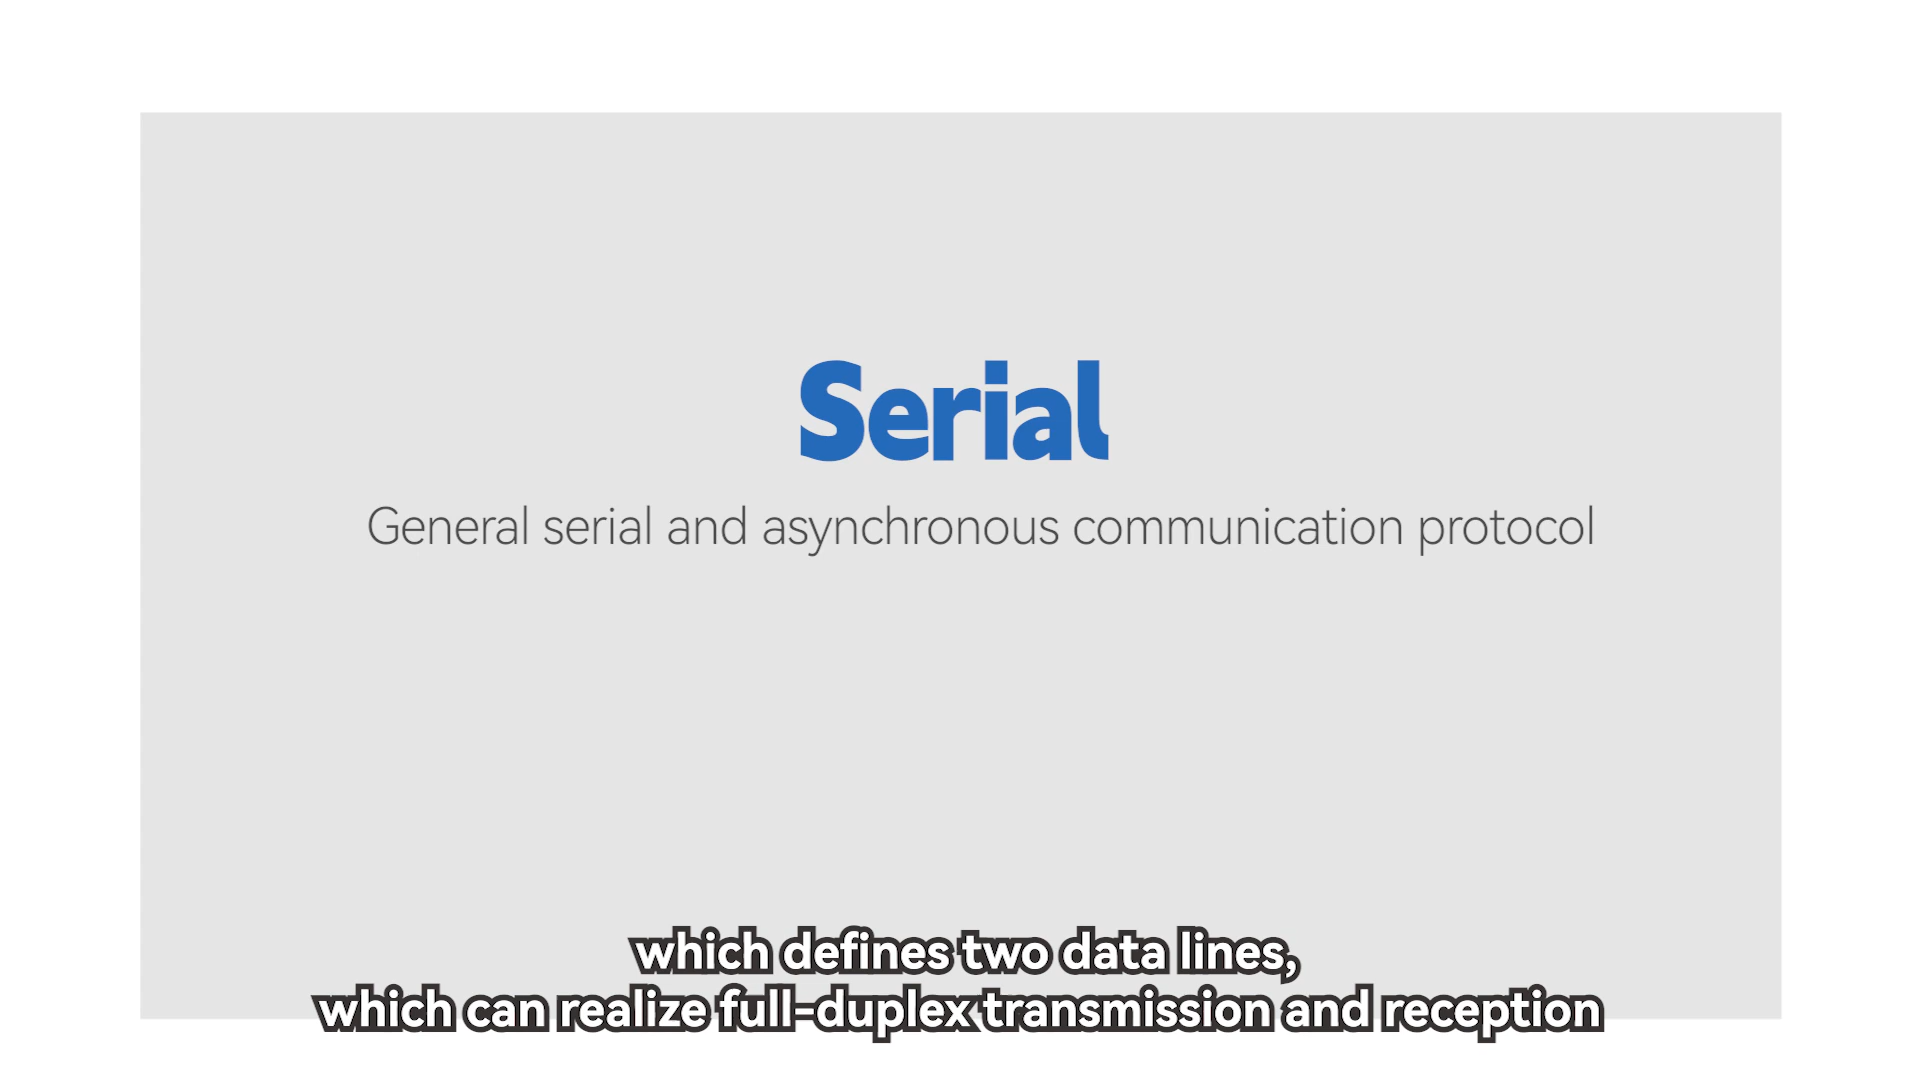 Serial
General serial and asynchronous communication protocol
which defines two data lines,
which can realize full-duplex transmission and reception